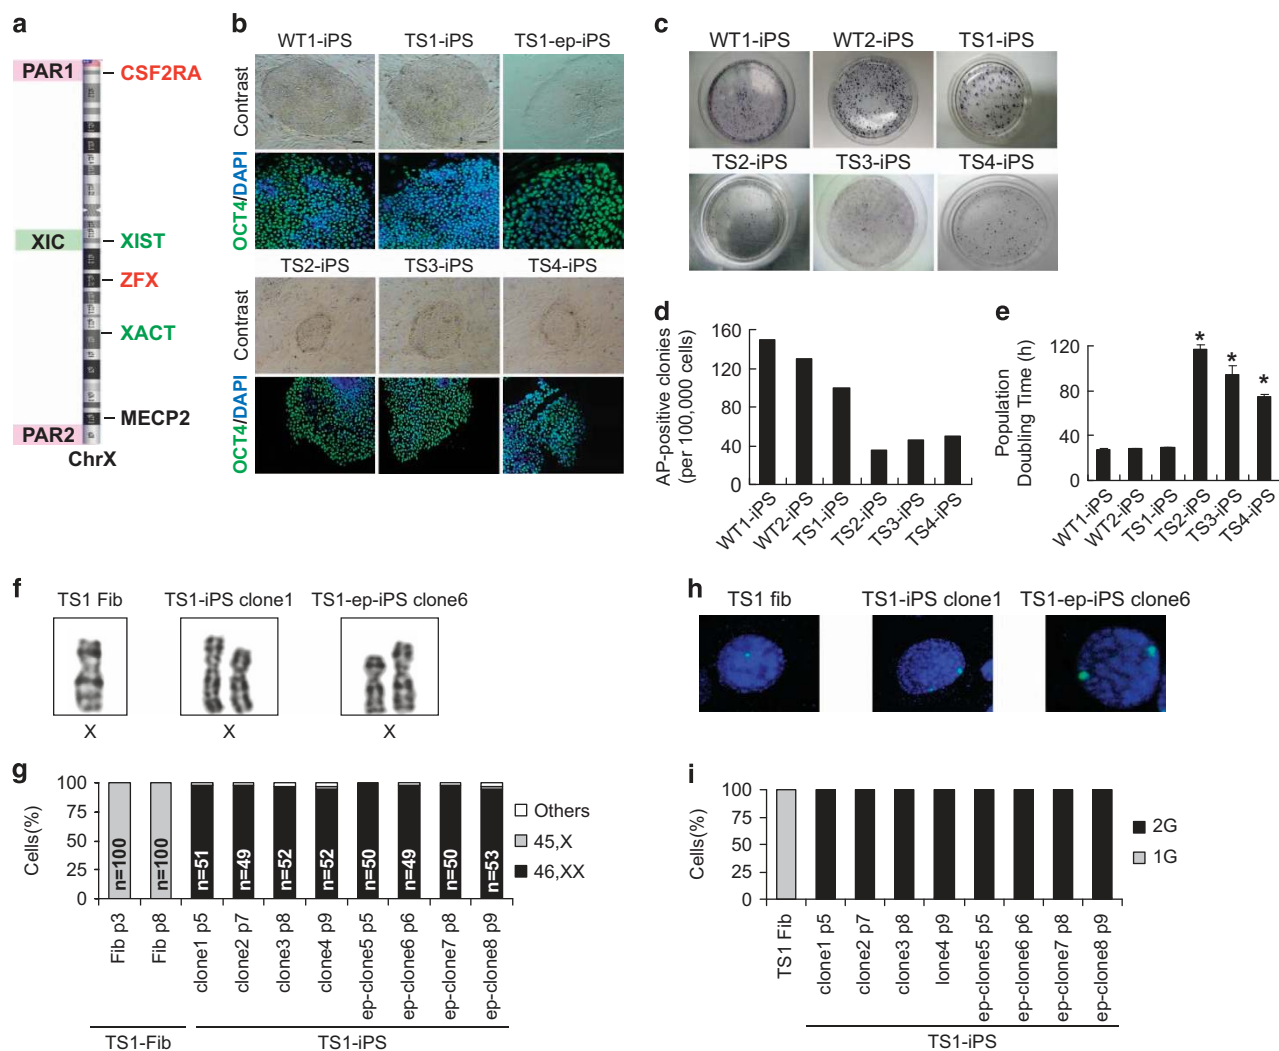 a
PAR1
CSF2RA
XIC
XIST
ZFX
XACT
MECP2
PAR2
ChrX
b
WT1-iPS
TS1-iPS
TS1-ep-iPS
Contrast
OCT4/DAPI
TS2-iPS
TS3-iPS
TS4-iPS
Contrast
OCT4/DAPI
c
WT1-iPS
WT2-iPS
TS1-iPS
TS2-iPS
TS3-iPS
TS4-iPS
d
AP-positive clonies
(per 100,000 cells)
160
120
80
40
0
WT1-iPS
WT2-iPS
TS1-iPS
TS2-iPS
TS3-iPS
TS4-iPS
e
Population
Doubling Time (h)
120
80
40
0
*
*
*
WT1-iPS
WT2-iPS
TS1-iPS
TS2-iPS
TS3-iPS
TS4-iPS
f
TS1 Fib
TS1-iPS clone1
TS1-ep-iPS clone6
X
X
X
g
Cells(%)
100
75
50
25
0
n=100
n=100
n=51
n=49
n=52
n=52
n=50
n=49
n=50
n=53
Others
45,X
46,XX
Fib p3
Fib p8
clone1 p5
clone2 p7
clone3 p8
clone4 p9
ep-clone5 p5
ep-clone6 p6
ep-clone7 p8
ep-clone8 p9
TS1-Fib
TS1-iPS
h
TS1 fib
TS1-iPS clone1
TS1-ep-iPS clone6
i
Cells(%)
100
75
50
25
0
2G
1G
TS1 Fib
clone1 p5
clone2 p7
clone3 p8
lone4 p9
ep-clone5 p5
ep-clone6 p6
ep-clone7 p8
ep-clone8 p9
TS1-iPS